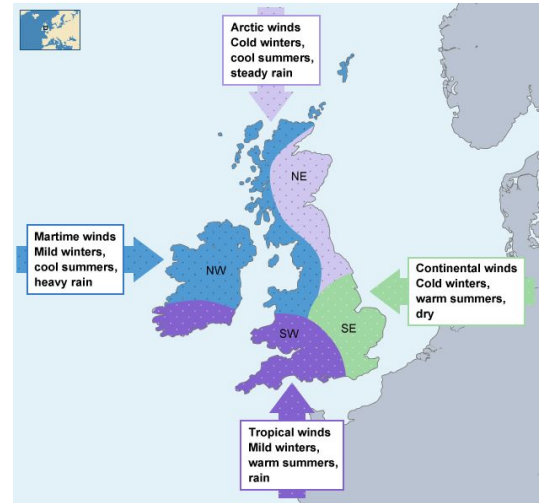 Arctic winds
Cold winters,
cool summers,
steady rain
NE
Martime winds
Mild winters,
cool summers,
heavy rain
NW
Continental winds
Cold winters,
warm summers,
dry
SW
SE
Tropical winds
Mild winters,
warm summers,
rain